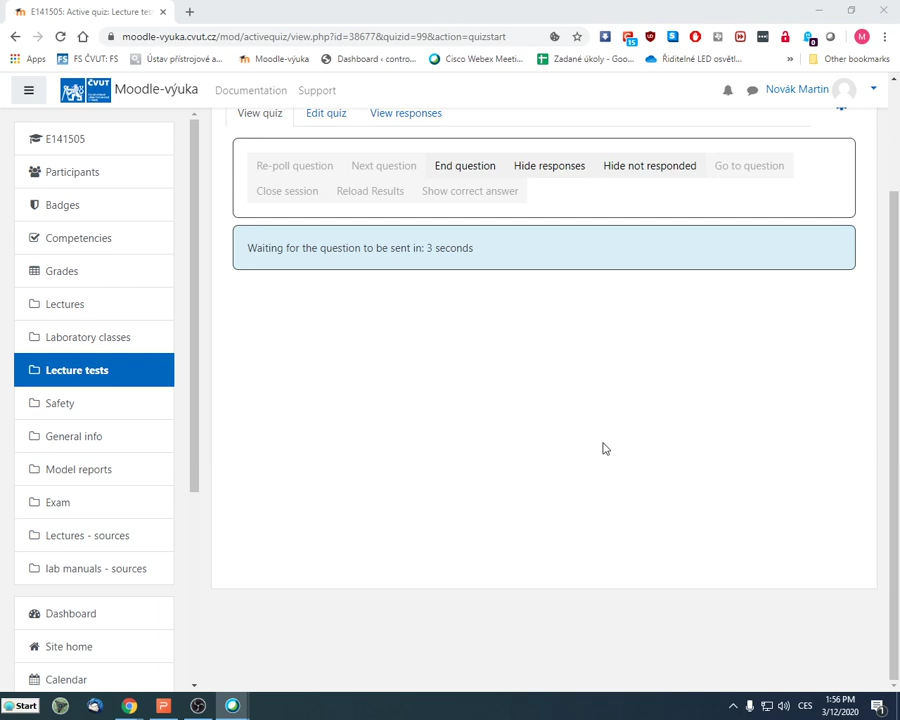 E141505: Active quiz: Lecture tes
moodle-vyuka.cvut.cz/mod/activequiz/view.php?id=38677&quizid=99&action=quizstart
Apps
FS ČVUT: FS
Ústav přístrojové a...
Moodle-výuka
Dashboard ‹ contro...
Cisco Webex Meeti...
Zadané úkoly - Goo...
Řiditelné LED osvětl...
»
Other bookmarks
ČVUT
Moodle-výuka
Documentation
Support
Novák Martin
View quiz
Edit quiz
View responses
Re-poll question
Next question
End question
Hide responses
Hide not responded
Go to question
Close session
Reload Results
Show correct answer
Waiting for the question to be sent in: 3 seconds
E141505
Participants
Badges
Competencies
Grades
Lectures
Laboratory classes
Lecture tests
Safety
General info
Model reports
Exam
Lectures - sources
lab manuals - sources
Dashboard
Site home
Calendar
Start
CES
1:56 PM
3/12/2020